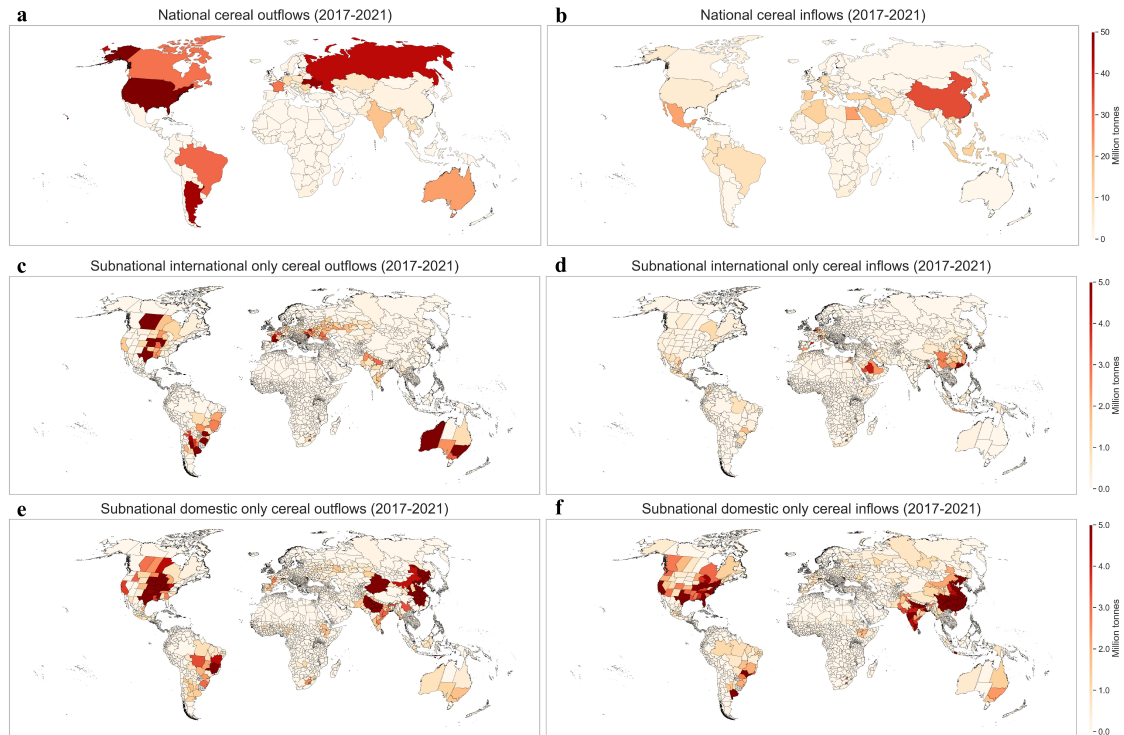 a
National cereal outflows (2017-2021)
b
National cereal inflows (2017-2021)
50
40
30
20
10
0
Million tonnes
c
Subnational international only cereal outflows (2017-2021)
d
Subnational international only cereal inflows (2017-2021)
5.0
4.0
3.0
2.0
1.0
0.0
Million tonnes
e
Subnational domestic only cereal outflows (2017-2021)
f
Subnational domestic only cereal inflows (2017-2021)
5.0
4.0
3.0
2.0
1.0
0.0
Million tonnes